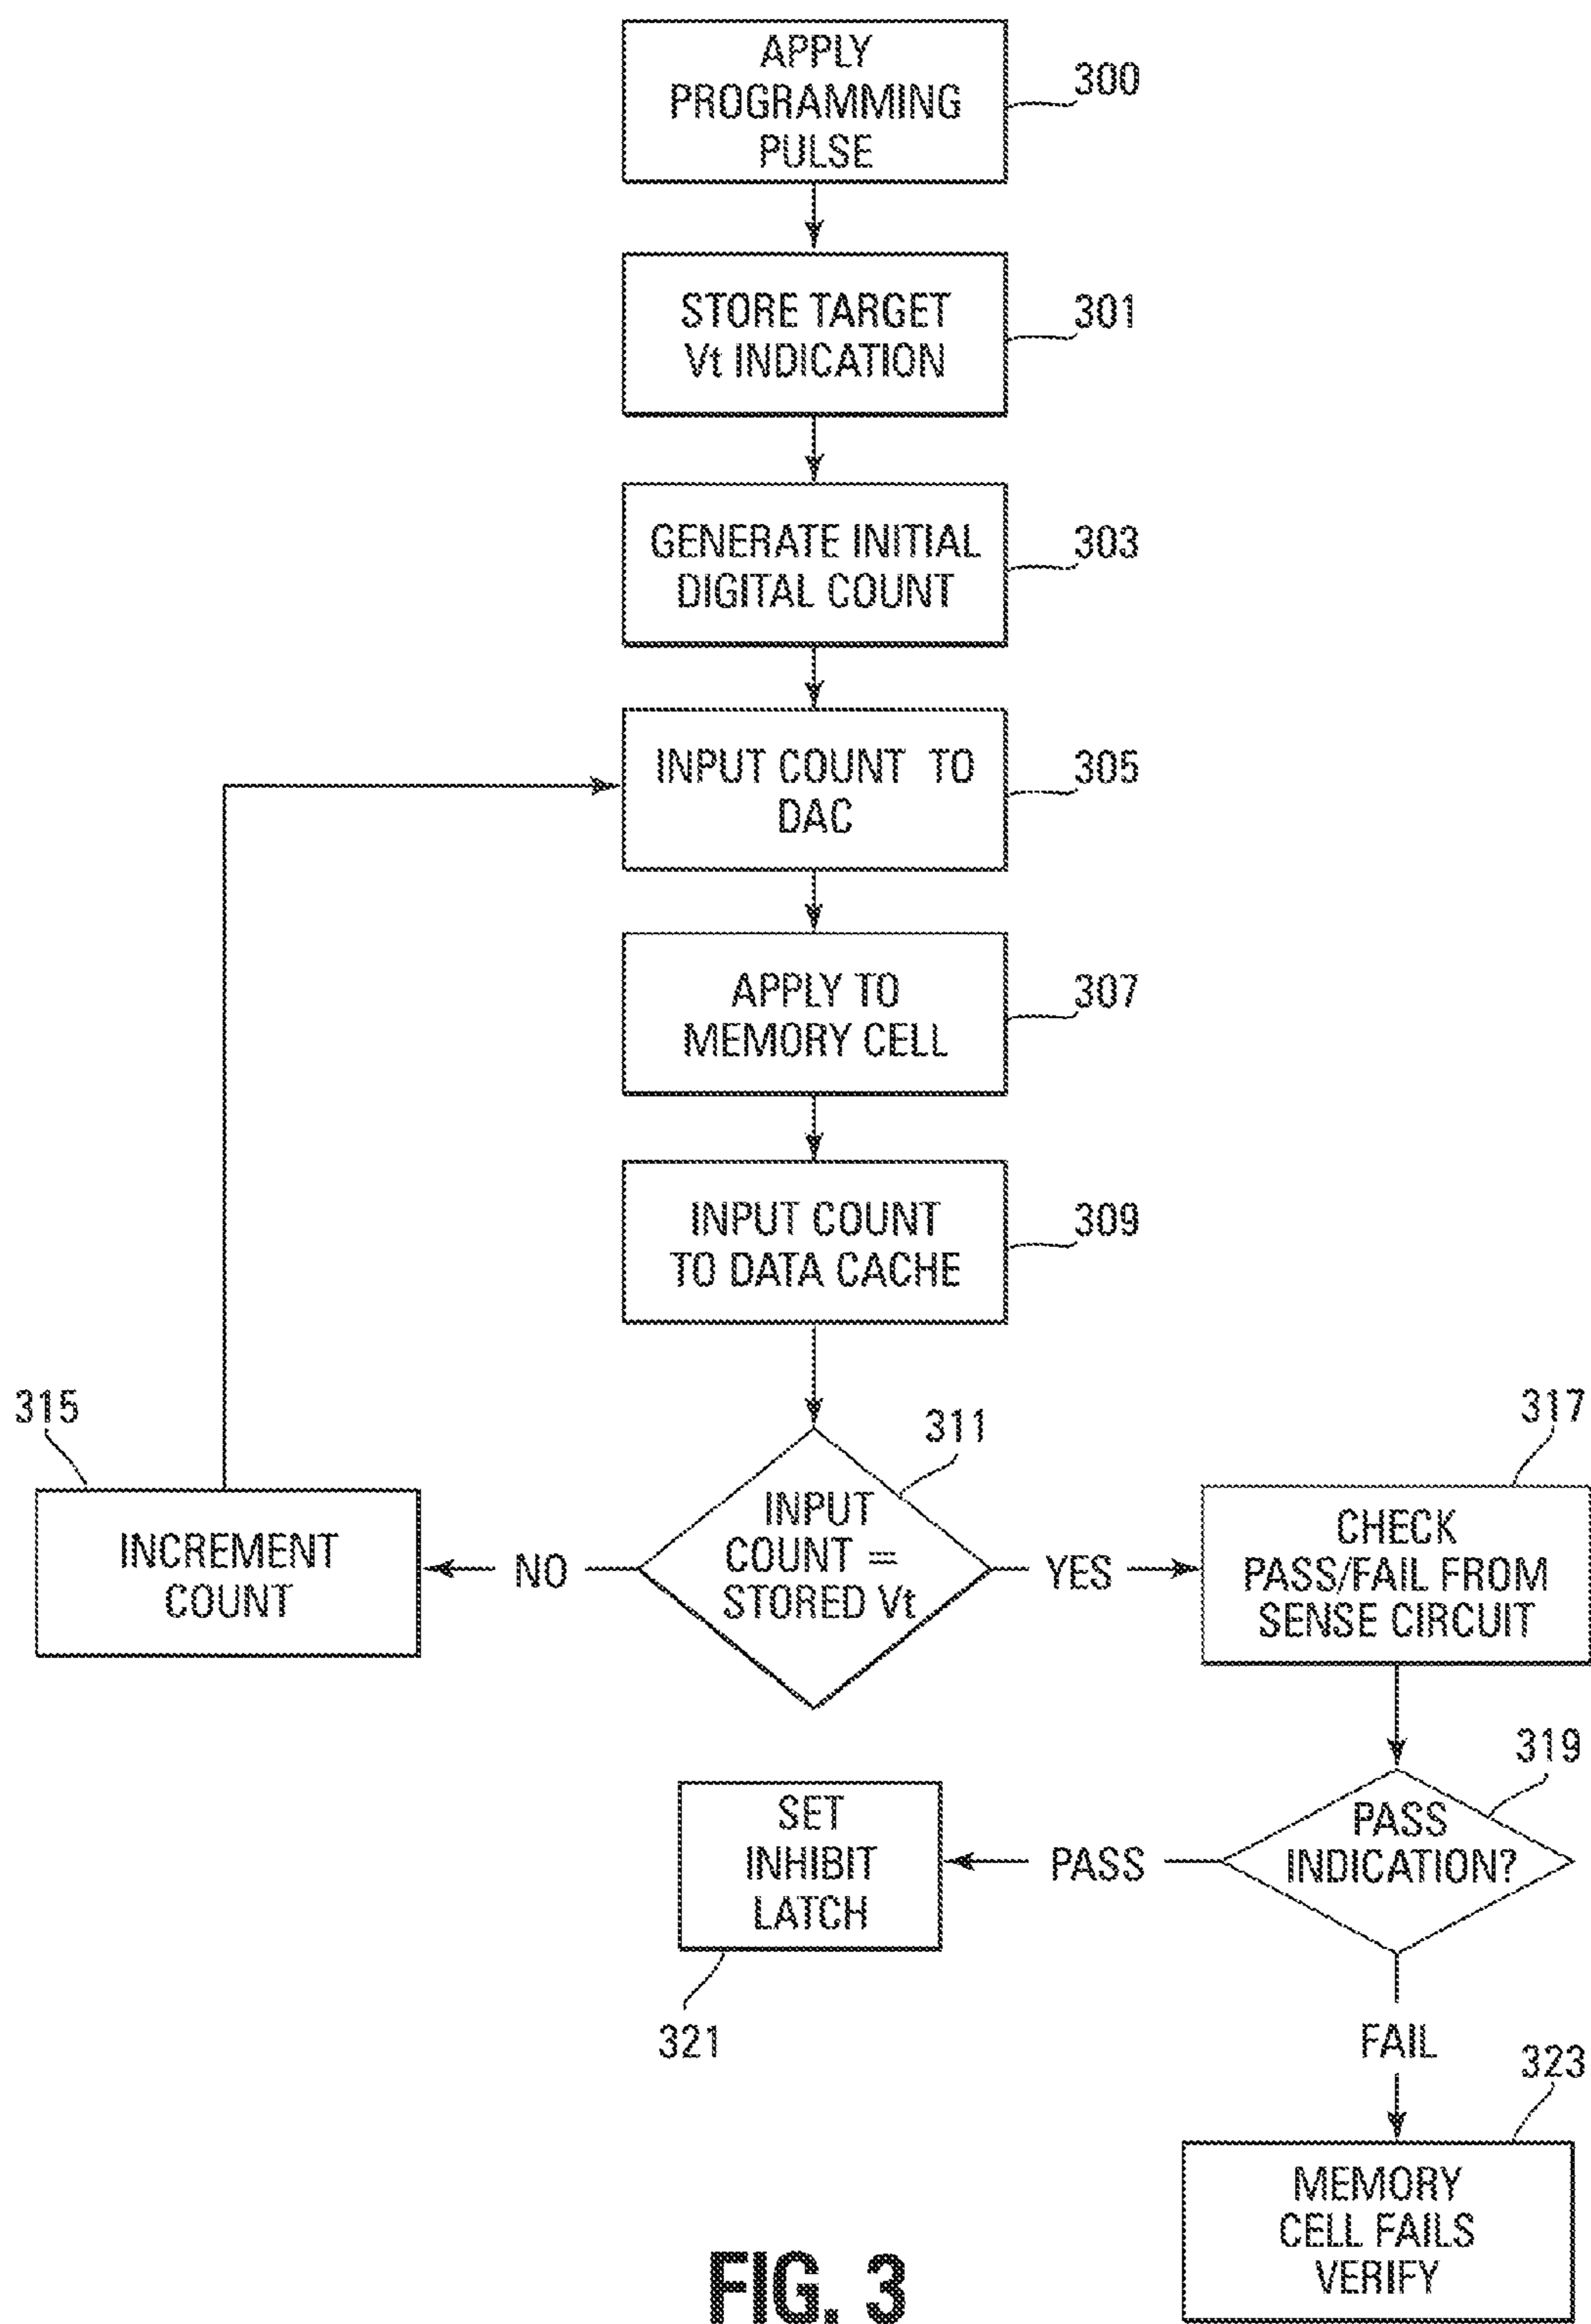 APPLY
PROGRAMMING
PULSE
300
STORE TARGET
Vt INDICATION
301
GENERATE INITIAL
DIGITAL COUNT
303
INPUT COUNT TO
DAC
305
APPLY TO
MEMORY CELL
307
INPUT COUNT
TO DATA CACHE
309
315
INCREMENT
COUNT
NO
311
INPUT
COUNT =
STORED Vt
YES
317
CHECK
PASS/FAIL FROM
SENSE CIRCUIT
319
PASS
INDICATION?
PASS
SET
INHIBIT
LATCH
321
FAIL
323
MEMORY
CELL FAILS
VERIFY
FIG. 3